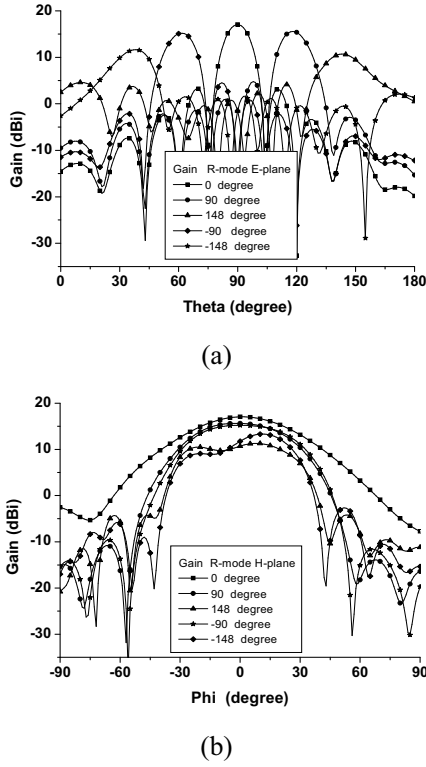 20
10
0
-10
-20
-30
Gain (dBi)
Gain R-mode E-plane
0 degree
90 degree
148 degree
-90 degree
-148 degree
0 30 60 90 120 150 180
Theta (degree)
(a)
20
10
0
-10
-20
-30
Gain (dBi)
Gain R-mode H-plane
0 degree
90 degree
148 degree
-90 degree
-148 degree
-90 -60 -30 0 30 60 90
Phi (degree)
(b)